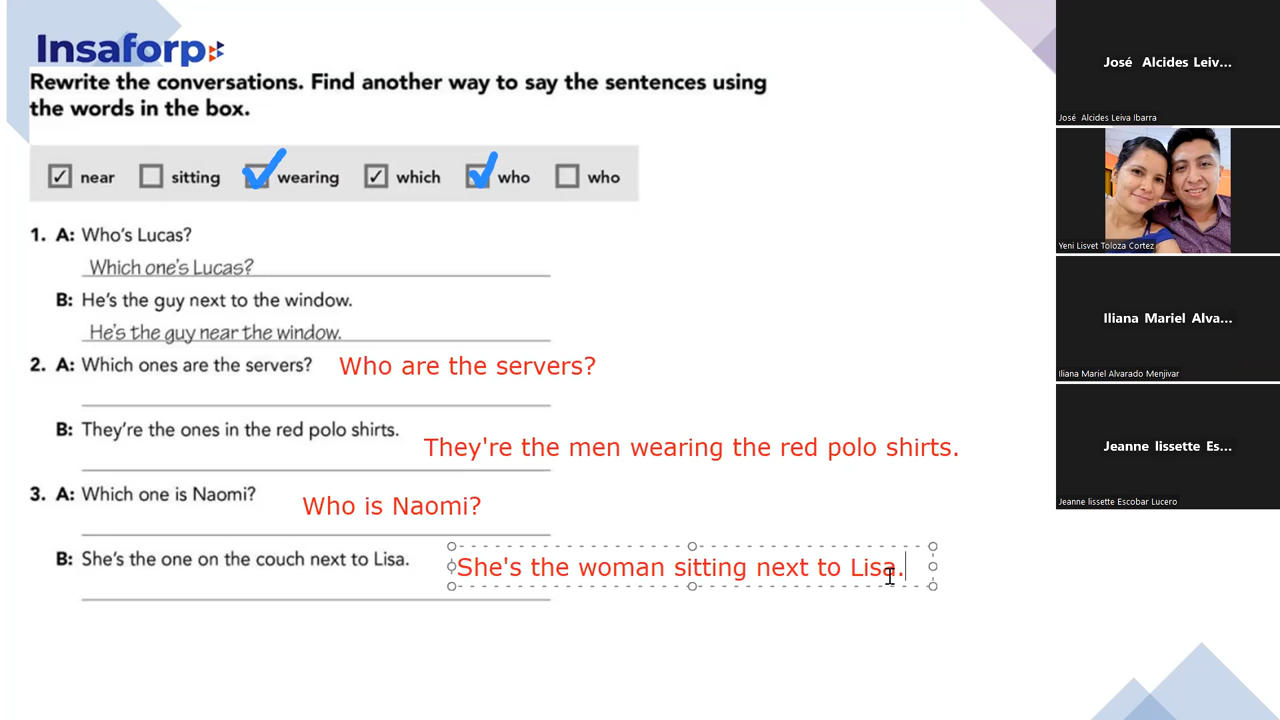 Insaforp
Rewrite the conversations. Find another way to say the sentences using
the words in the box.
near sitting wearing which who who
1. A: Who's Lucas?
Which one's Lucas?
B: He's the guy next to the window.
He's the guy near the window.
2. A: Which ones are the servers? Who are the servers?
B: They're the ones in the red polo shirts.
They're the men wearing the red polo shirts.
3. A: Which one is Naomi?
Who is Naomi?
B: She's the one on the couch next to Lisa.
She's the woman sitting next to Lisa.
José Alcides Leiv...
José Alcides Leiva Ibarra
Yeni Lisvet Toloza Cortez
Iliana Mariel Alva...
Iliana Mariel Alvarado Menjivar
Jeanne lissette Es...
Jeanne lissette Escobar Lucero